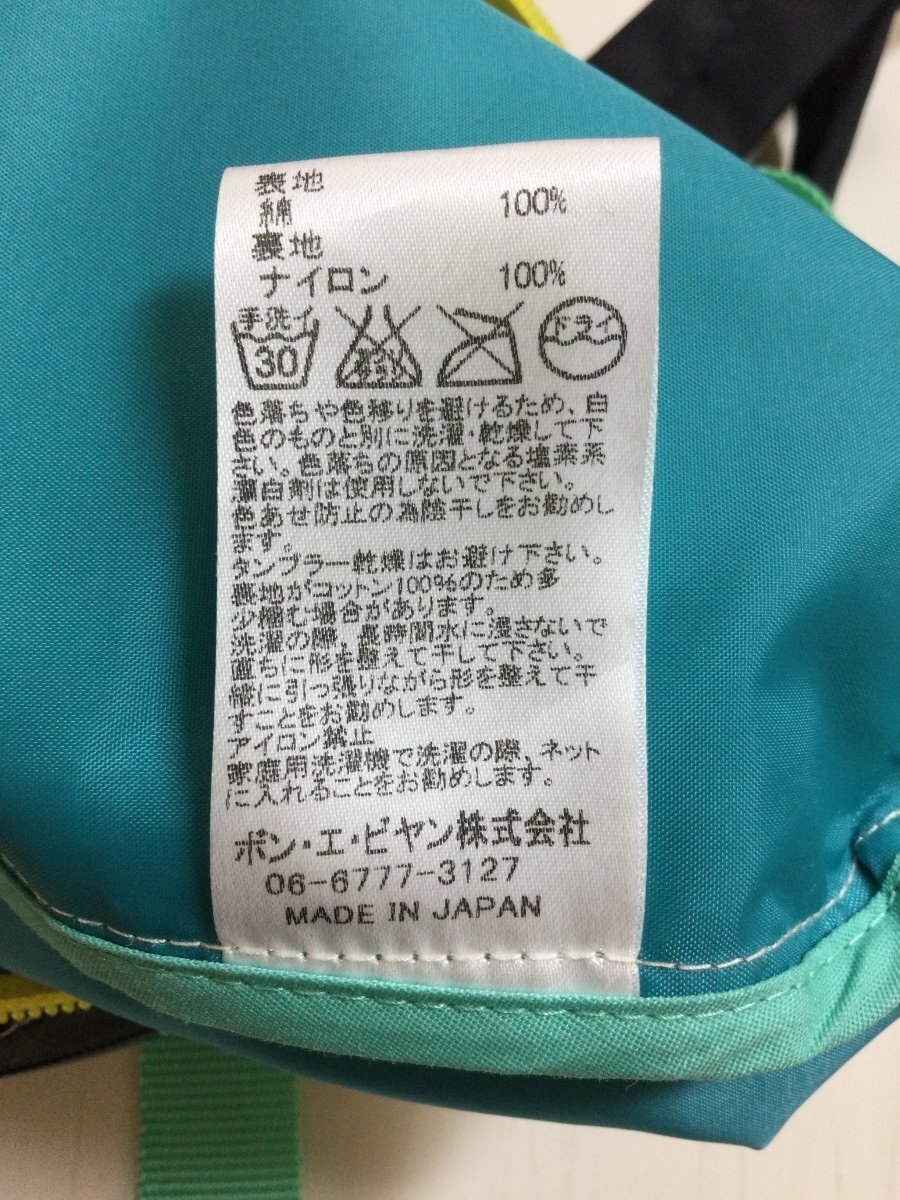 表地
綿 100%
裏地
ナイロン 100%
手洗イ 30 ドライ
色落ちや色移りを避けるため、白
色のものと別に洗濯・乾燥して下
さい。色落ちの原因となる塩素系
漂白剤は使用しないで下さい。
色あせ防止の為陰干しをお勧めし
ます。
タンブラー乾燥はお避け下さい。
裏地がコットン100%のため多
少縮む場合があります。
洗濯の際、長時間水に浸さないで
直ちに形を整えて干して下さい。
縦に引っ張りながら形を整えて干
すことをお勧めします。
アイロン禁止
家庭用洗濯機で洗濯の際、ネット
に入れることをお勧めします。
ボン・エ・ビヤン株式会社
06-6777-3127
MADE IN JAPAN